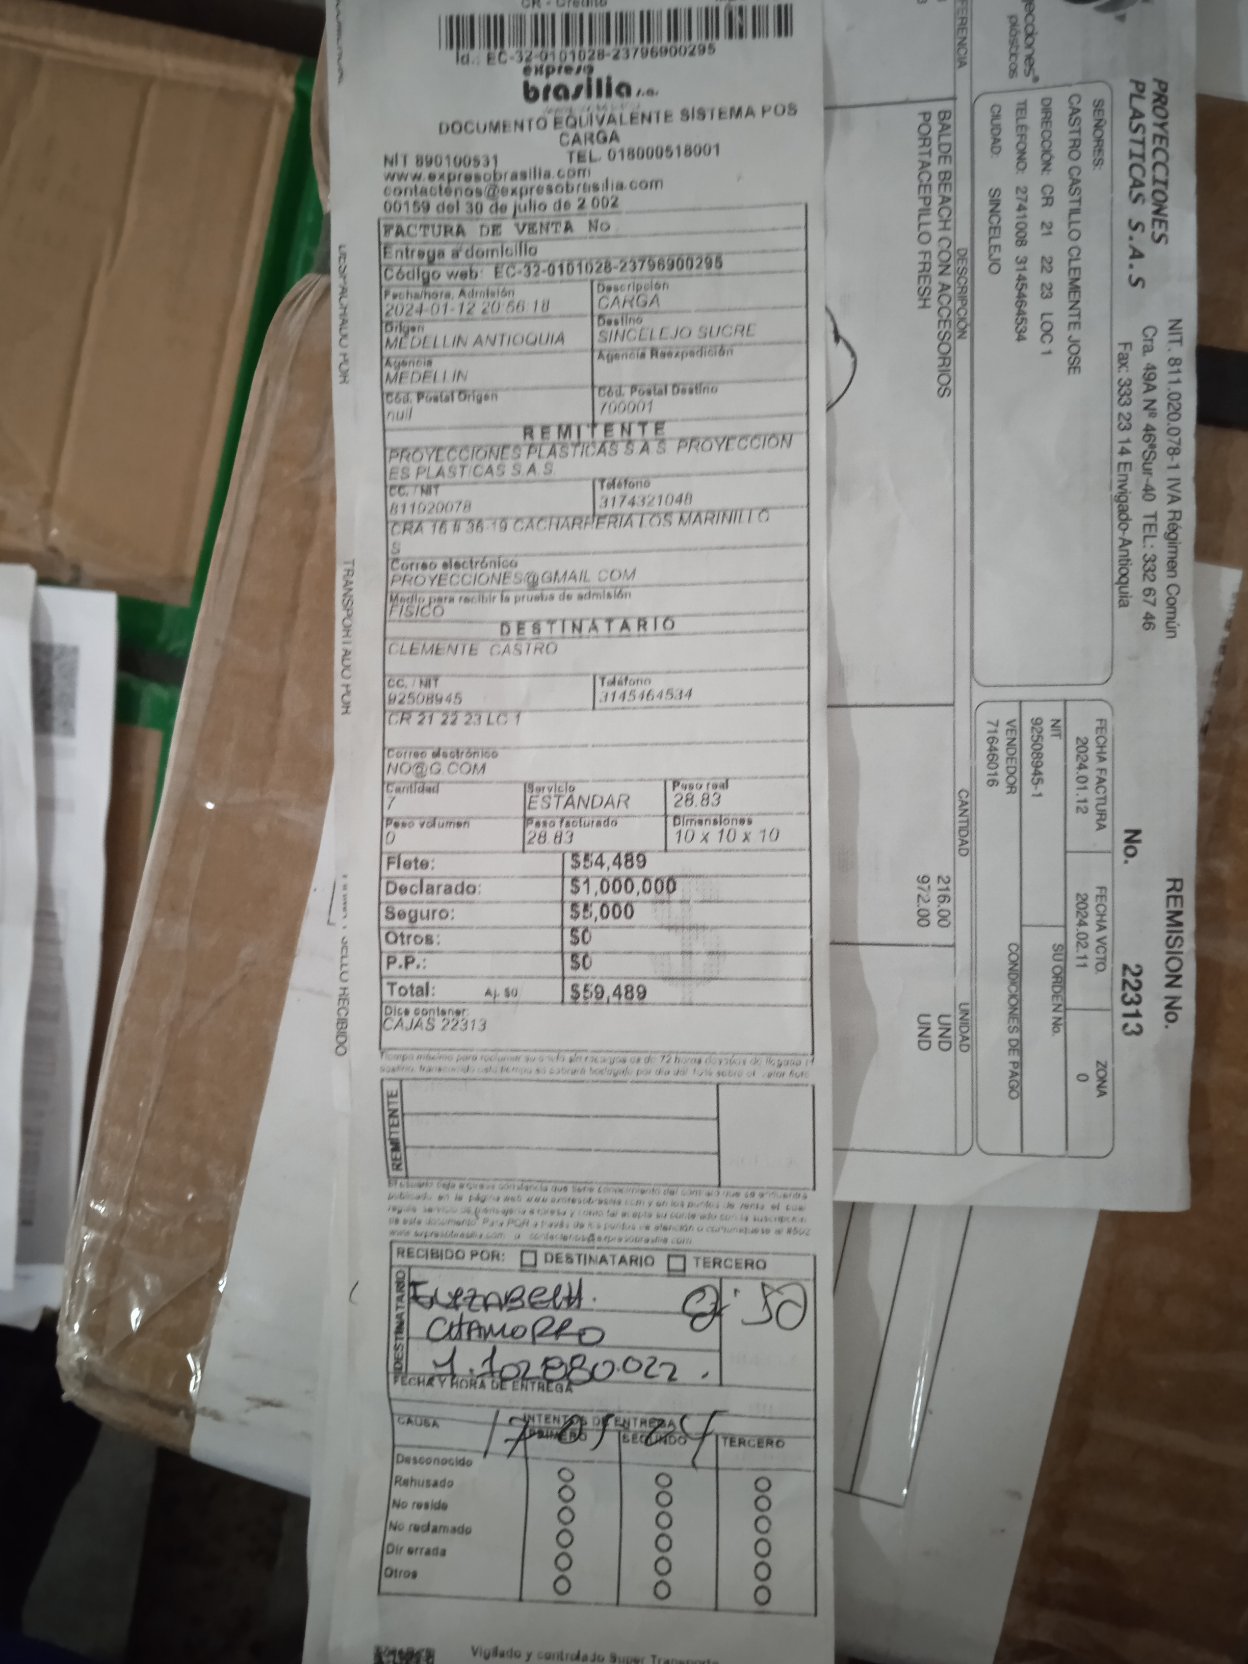 CR - Crédito
Id.: EC-32-0101028-23796900295
expreso
brasilia s.a.
DOCUMENTO EQUIVALENTE SISTEMA POS
CARGA
NIT 890100531 TEL. 018000518001
www.expresobrasilia.com
contactenos@expresobrasilia.com
00159 del 30 de julio de 2.002
FACTURA DE VENTA No
Entrega a domicilio
Código web: EC-32-0101028-23796900295
Fecha/hora. Admisión Descripción
2024-01-12 20:56:18 CARGA
Origen Destino
MEDELLIN ANTIOQUIA SINCELEJO SUCRE
Agencia Agencia Reexpedición
MEDELLIN
Cód. Postal Origen Cód. Postal Destino
null 700001
REMITENTE
PROYECCIONES PLASTICAS S.A.S. PROYECCION
ES PLASTICAS S.A.S.
CC. / NIT Teléfono
811020078 3174321048
CRA 16 # 36-19 CACHARRERIA LOS MARINILLO
S
Correo electrónico
PROYECCIONES@GMAIL.COM
Medio para recibir la prueba de admisión
FISICO
DESTINATARIO
CLEMENTE CASTRO
CC. / NIT Teléfono
92508945 3145464534
CR 21 22 23 LC 1
Correo electrónico
NO@G.COM
Cantidad Servicio Peso real
7 ESTANDAR 28.83
Peso volumen Peso facturado Dimensiones
0 28.83 10 x 10 x 10
Flete: $54,489
Declarado: $1,000,000
Seguro: $5,000
Otros: $0
P.P.: $0
Total: Aj. $0 $59,489
Dice contener:
CAJAS 22313
REMITENTE
RECIBIDO POR: DESTINATARIO TERCERO
DESTINATARIO
ELIZABETH.
CHAMORRO
1.102880.022.
FECHA Y HORA DE ENTREGA
17 01 24
CAUSA INTENTOS DE ENTREGA
PRIMERO SEGUNDO TERCERO
Desconocido
Rehusado
No reside
No reclamado
Dir errada
Otros
Vigilado y controlado Super Transporte
TRANSPORTADO POR
SELLO RECIBIDO
yecciones®
plásticas
PROYECCIONES
PLASTICAS S.A.S
NIT. 811.020.078-1 IVA Régimen Común
Cra. 49A Nº 46ªSur-40 TEL: 332 67 46
Fax: 333 23 14 Envigado-Antioquia
REMISION No.
No. 22313
SEÑORES:
CASTRO CASTILLO CLEMENTE JOSE
DIRECCIÓN: CR 21 22 23 LOC 1
TELÉFONO: 2741008 3145464534
CIUDAD: SINCELEJO
FECHA FACTURA FECHA VCTO. ZONA
2024.01.12 2024.02.11 0
NIT SU ORDEN No.
92508945-1
VENDEDOR CONDICIONES DE PAGO
71646016
FERENCIA DESCRIPCIÓN CANTIDAD UNIDAD
BALDE BEACH CON ACCESORIOS 216.00 UND
PORTACEPILLO FRESH 972.00 UND